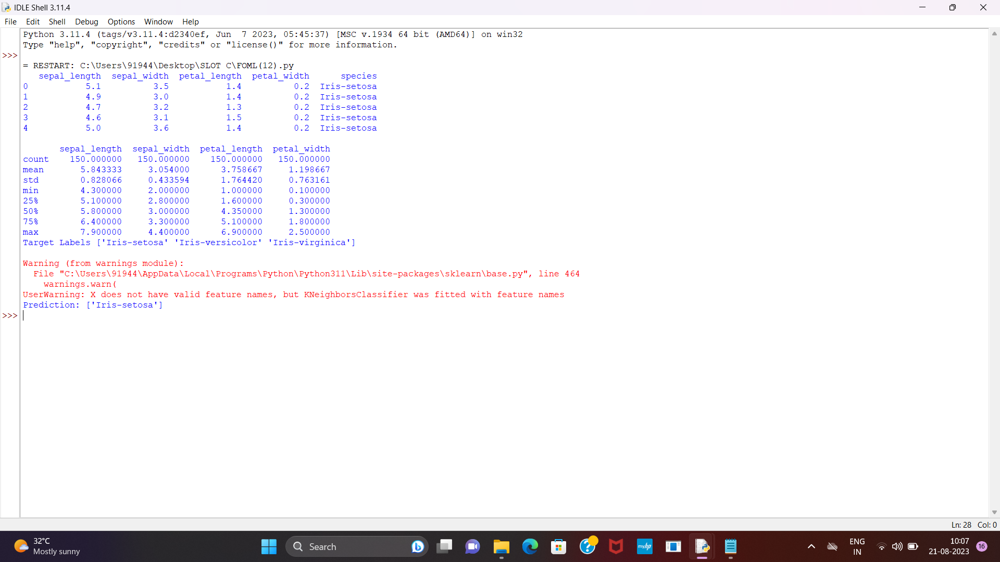 IDLE Shell 3.11.4
File Edit Shell Debug Options Window Help
Python 3.11.4 (tags/v3.11.4:d2340ef, Jun  7 2023, 05:45:37) [MSC v.1934 64 bit (AMD64)] on win32
Type "help", "copyright", "credits" or "license()" for more information.
>>>
= RESTART: C:\Users\91944\Desktop\SLOT C\FOML(12).py
   sepal_length  sepal_width  petal_length  petal_width      species
0           5.1          3.5           1.4          0.2  Iris-setosa
1           4.9          3.0           1.4          0.2  Iris-setosa
2           4.7          3.2           1.3          0.2  Iris-setosa
3           4.6          3.1           1.5          0.2  Iris-setosa
4           5.0          3.6           1.4          0.2  Iris-setosa
       sepal_length  sepal_width  petal_length  petal_width
count    150.000000   150.000000    150.000000   150.000000
mean       5.843333     3.054000      3.758667     1.198667
std        0.828066     0.433594      1.764420     0.763161
min        4.300000     2.000000      1.000000     0.100000
25%        5.100000     2.800000      1.600000     0.300000
50%        5.800000     3.000000      4.350000     1.300000
75%        6.400000     3.300000      5.100000     1.800000
max        7.900000     4.400000      6.900000     2.500000
Target Labels ['Iris-setosa' 'Iris-versicolor' 'Iris-virginica']
Warning (from warnings module):
  File "C:\Users\91944\AppData\Local\Programs\Python\Python311\Lib\site-packages\sklearn\base.py", line 464
    warnings.warn(
UserWarning: X does not have valid feature names, but KNeighborsClassifier was fitted with feature names
Prediction: ['Iris-setosa']
>>>
Ln: 28 Col: 0
32°C
Mostly sunny
Search
myhp
ENG
IN
10:07
21-08-2023
16